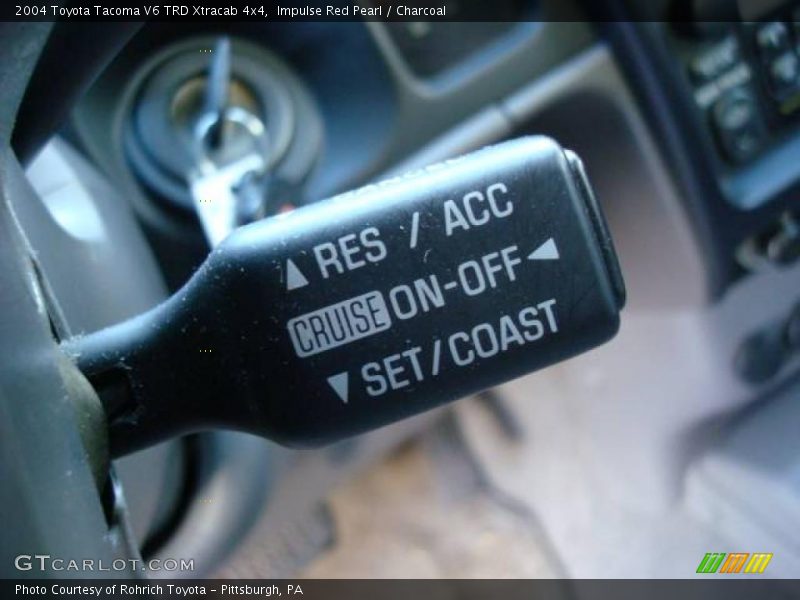 2004 Toyota Tacoma V6 TRD Xtracab 4x4,  Impulse Red Pearl / Charcoal
▲ RES / ACC
CRUISE ON-OFF ◀
▼ SET/COAST
GTCARLOT.COM
Photo Courtesy of Rohrich Toyota – Pittsburgh, PA